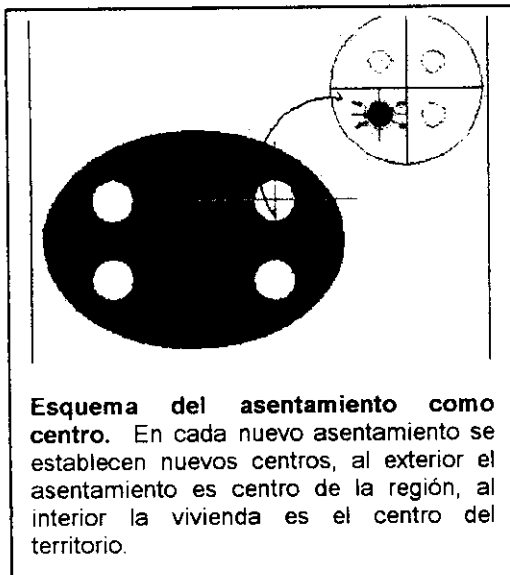 Esquema del asentamiento como
centro. En cada nuevo asentamiento se
establecen nuevos centros, al exterior el
asentamiento es centro de la región, al
interior la vivienda es el centro del
territorio.